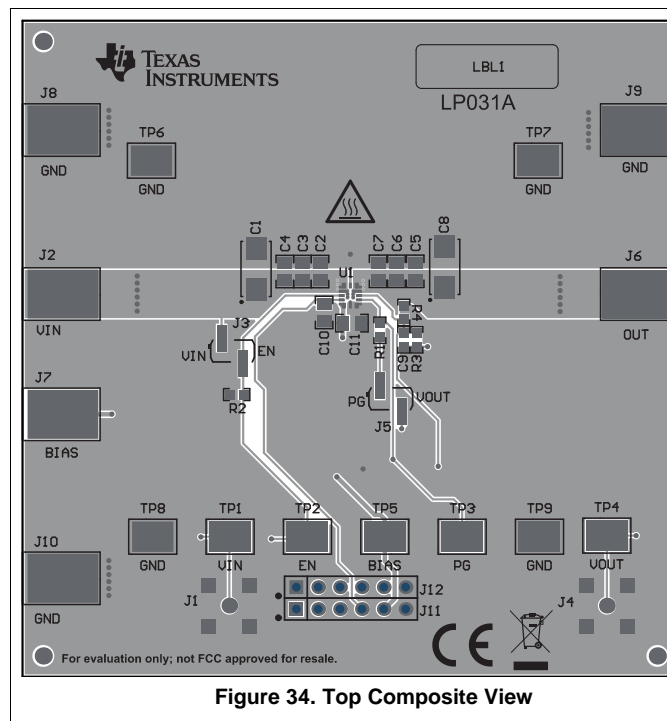 TEXAS
INSTRUMENTS
LBL1
LP031A
J8
J9
TP6
TP7
GND
GND
GND
GND
C1
C4
C3
C2
C7
C6
C5
C8
J2
J6
U1
VIN
OUT
J3
C10
C11
R1
R4
C9
R3
VIN
EN
J7
R2
PG
VOUT
J5
BIAS
TP8
TP1
TP2
TP5
TP3
TP9
TP4
J10
GND
VIN
EN
BIAS
PG
GND
VOUT
J12
J1
J11
J4
GND
CE
For evaluation only; not FCC approved for resale.
Figure 34. Top Composite View